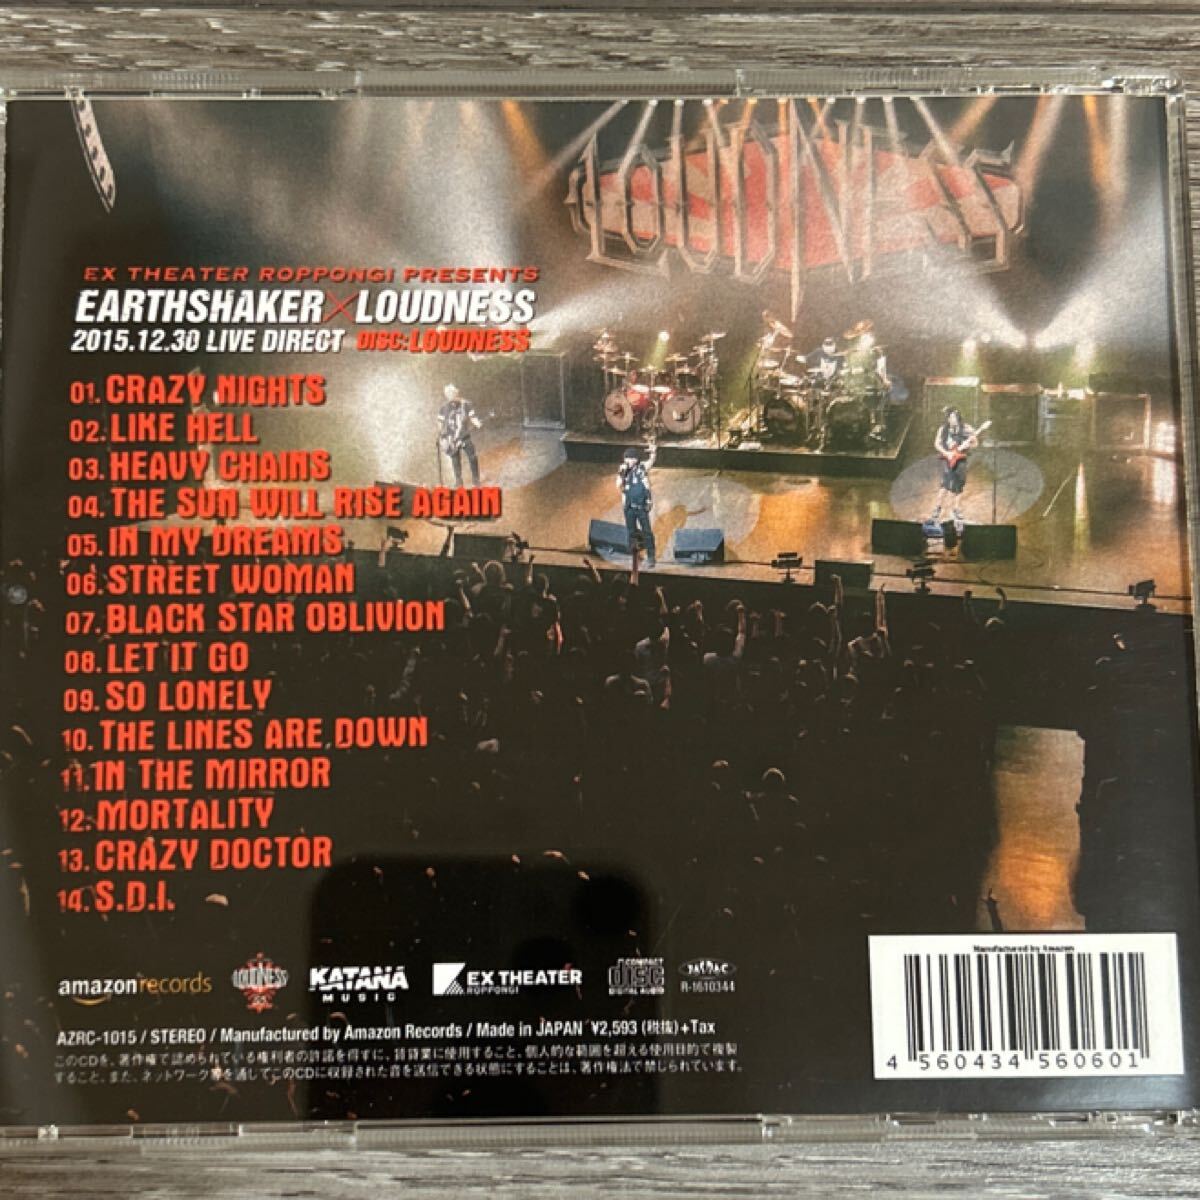 LOUDNESS
EX THEATER ROPPONGI PRESENTS
EARTHSHAKER×LOUDNESS
2015.12.30 LIVE DIRECT DISC:LOUDNESS
01. CRAZY NIGHTS
02. LIKE HELL
03. HEAVY CHAINS
04. THE SUN WILL RISE AGAIN
05. IN MY DREAMS
06. STREET WOMAN
07. BLACK STAR OBLIVION
08. LET IT GO
09. SO LONELY
10. THE LINES ARE DOWN
11. IN THE MIRROR
12. MORTALITY
13. CRAZY DOCTOR
14. S.D.I.
amazonrecords
LOUDNESS
KATANA
MUSIC
EX THEATER
ROPPONGI
COMPACT
disc
DIGITAL AUDIO
JASRAC
R-1610344
Manufactured by Amazon
4 560434 560601
AZRC-1015 / STEREO / Manufactured by Amazon Records / Made in JAPAN ¥2,593 (税抜)+Tax
このCDを、著作権で認められている権利者の許諾を得ずに、賃貸業に使用すること、個人的な範囲を超える使用目的で複製
すること、また、ネットワーク等を通してこのCDに収録された音を送信できる状態にすることは、著作権法で禁じられています。